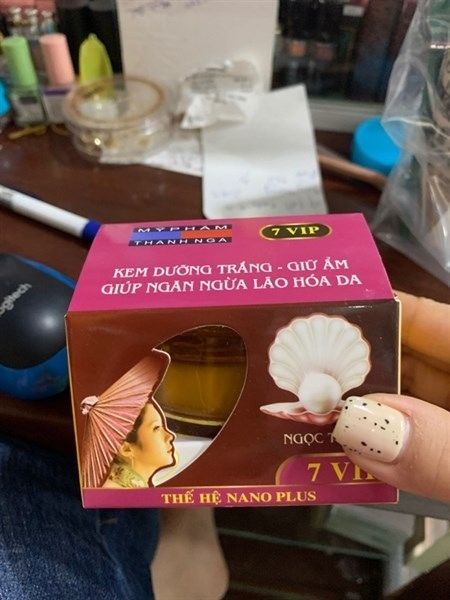 MỸ PHẨM
THANH NGA
7 VIP
KEM DƯỠNG TRẮNG - GIỮ ẨM
GIÚP NGĂN NGỪA LÃO HÓA DA
NGỌC
7 VIP
THẾ HỆ NANO PLUS
logitech